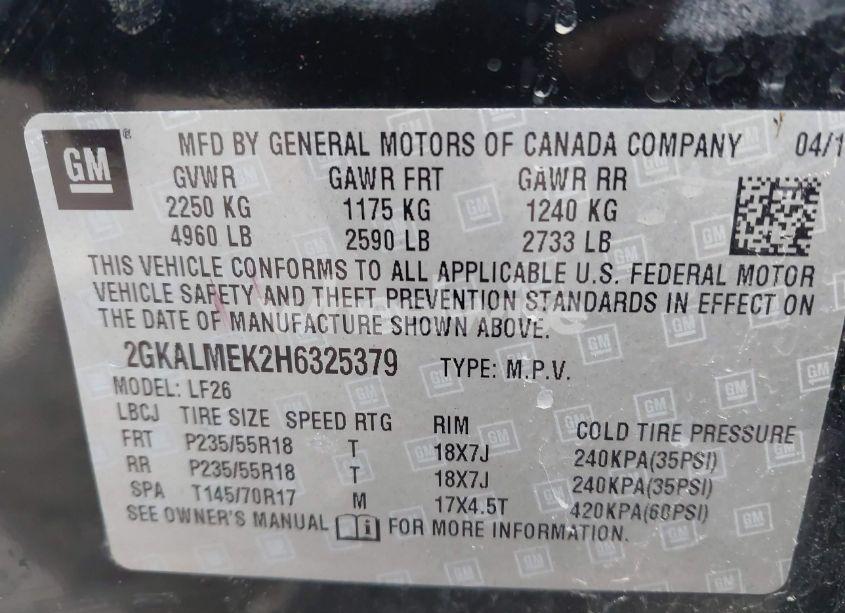 GM ® MFD BY GENERAL MOTORS OF CANADA COMPANY 04/1
GVWR GAWR FRT GAWR RR
2250 KG 1175 KG 1240 KG
4960 LB 2590 LB 2733 LB
THIS VEHICLE CONFORMS TO ALL APPLICABLE U.S. FEDERAL MOTOR
VEHICLE SAFETY AND THEFT PREVENTION STANDARDS IN EFFECT ON
THE DATE OF MANUFACTURE SHOWN ABOVE.
2GKALMEK2H6325379 TYPE: M.P.V.
MODEL: LF26
LBCJ TIRE SIZE SPEED RTG RIM COLD TIRE PRESSURE
FRT P235/55R18 T 18X7J 240KPA(35PSI)
RR P235/55R18 T 18X7J 240KPA(35PSI)
SPA T145/70R17 M 17X4.5T 420KPA(60PSI)
SEE OWNER'S MANUAL i FOR MORE INFORMATION.